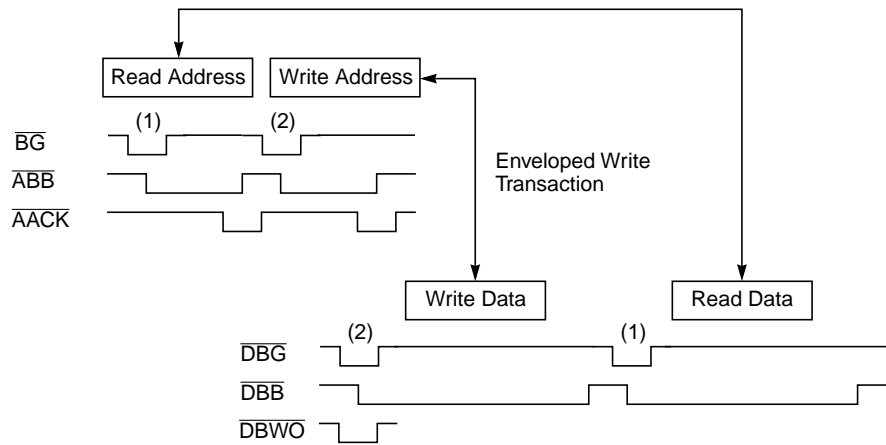 Read Address Write Address
(1) (2)
BG
Enveloped Write
Transaction
ABB
AACK
Write Data Read Data
(2) (1)
DBG
DBB
DBWO